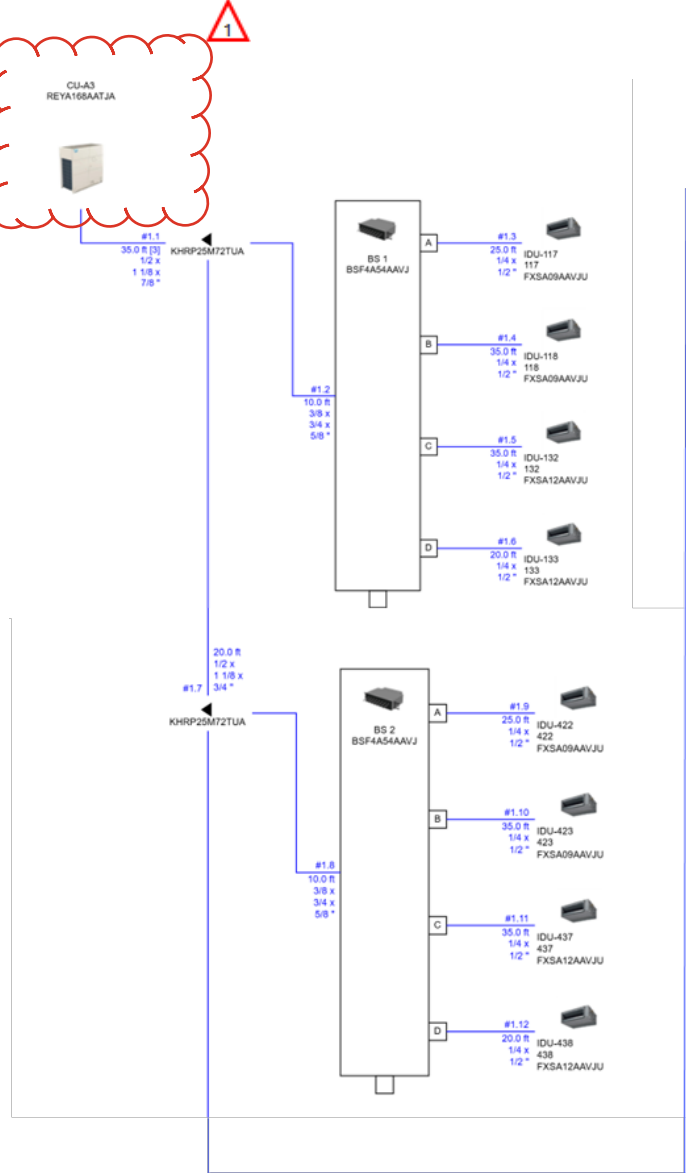 1
CU-A3
REYA168AATJA
#1.1
35.0 ft [3]
1/2 x
1 1/8 x
7/8 "
KHRP25M72TUA
#1.2
10.0 ft
3/8 x
3/4 x
5/8 "
BS 1
BSF4A54AAVJ
A
#1.3
25.0 ft
1/4 x
1/2 "
IDU-117
117
FXSA09AAVJU
B
#1.4
35.0 ft
1/4 x
1/2 "
IDU-118
118
FXSA09AAVJU
C
#1.5
35.0 ft
1/4 x
1/2 "
IDU-132
132
FXSA12AAVJU
D
#1.6
20.0 ft
1/4 x
1/2 "
IDU-133
133
FXSA12AAVJU
20.0 ft
1/2 x
1 1/8 x
#1.7
3/4 "
KHRP25M72TUA
#1.8
10.0 ft
3/8 x
3/4 x
5/8 "
BS 2
BSF4A54AAVJ
A
#1.9
25.0 ft
1/4 x
1/2 "
IDU-422
422
FXSA09AAVJU
B
#1.10
35.0 ft
1/4 x
1/2 "
IDU-423
423
FXSA09AAVJU
C
#1.11
35.0 ft
1/4 x
1/2 "
IDU-437
437
FXSA12AAVJU
D
#1.12
20.0 ft
1/4 x
1/2 "
IDU-438
438
FXSA12AAVJU